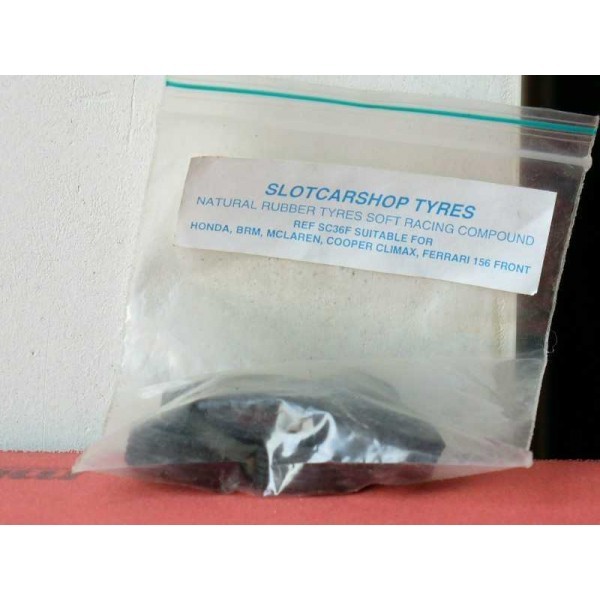 SLOTCARSHOP TYRES
NATURAL RUBBER TYRES SOFT RACING COMPOUND
REF SC36F SUITABLE FOR
HONDA, BRM, MCLAREN, COOPER CLIMAX, FERRARI 156 FRONT